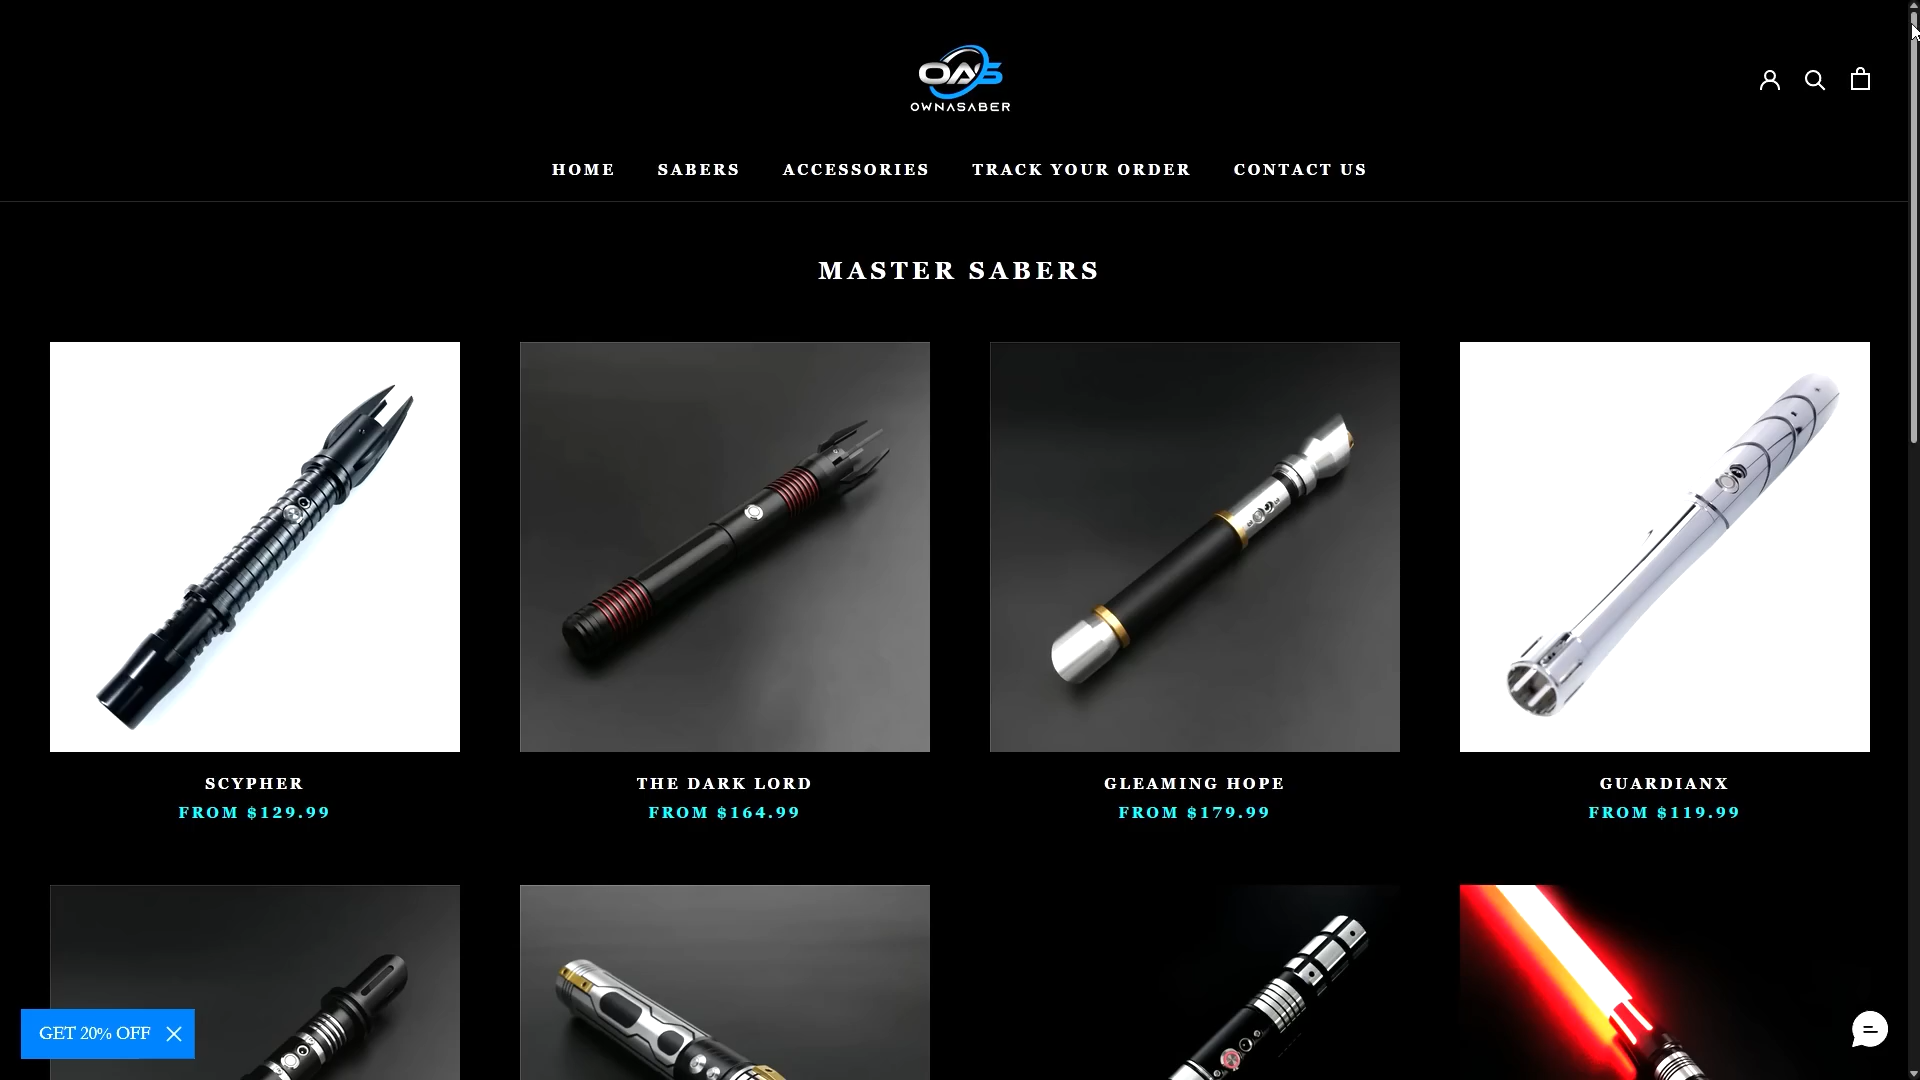 OAS
OWNASABER
HOME SABERS ACCESSORIES TRACK YOUR ORDER CONTACT US
MASTER SABERS
SCYPHER
FROM $129.99
THE DARK LORD
FROM $164.99
GLEAMING HOPE
FROM $179.99
GUARDIANX
FROM $119.99
GET 20% OFF